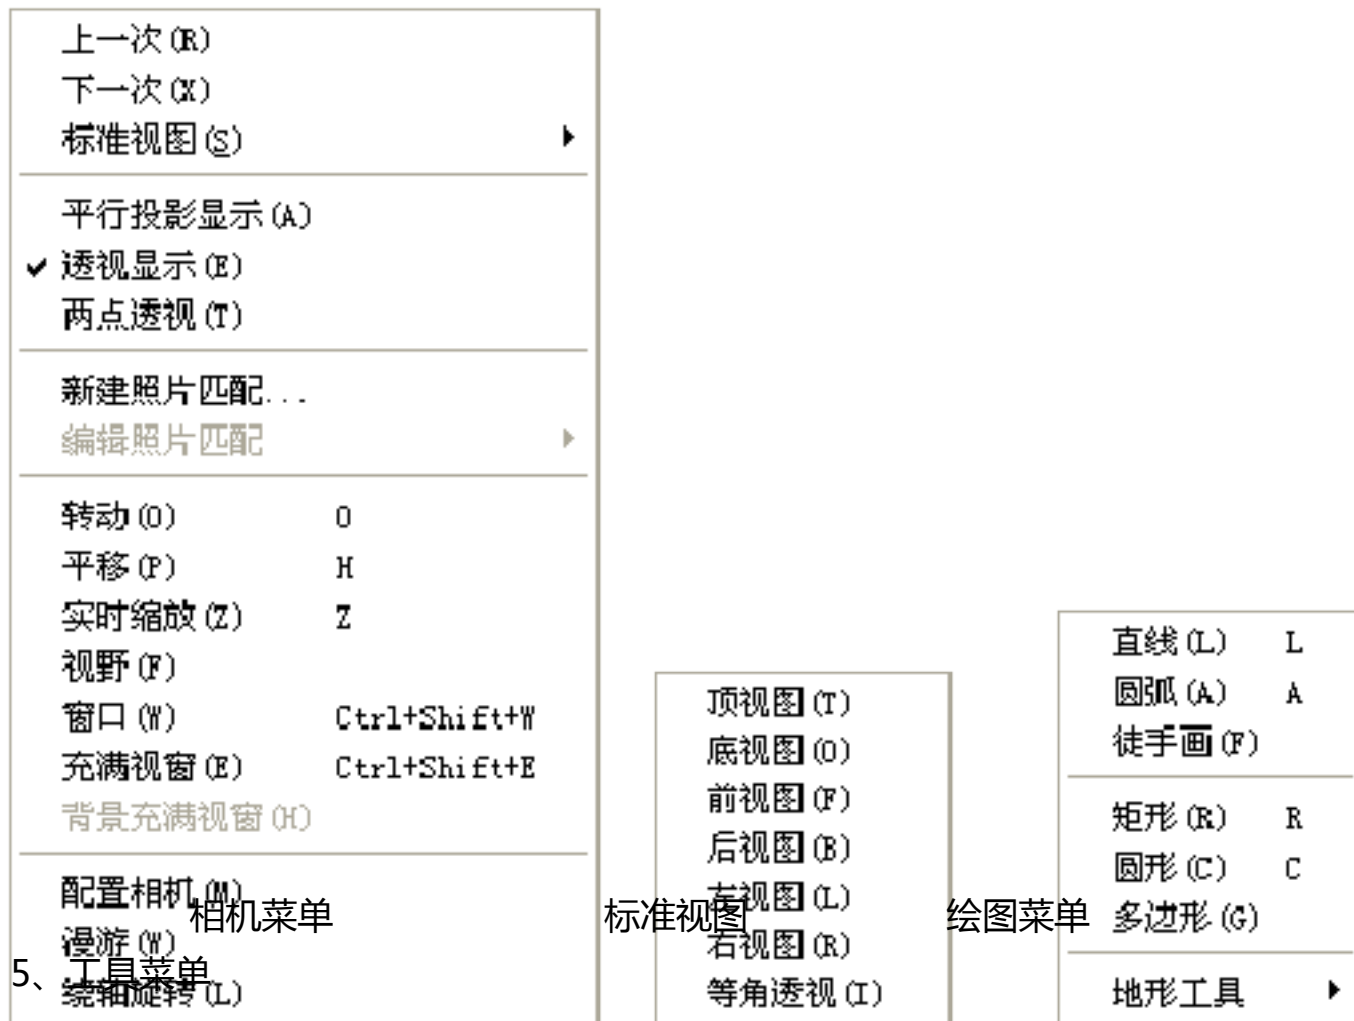 上一次(R)
下一次(X)
标准视图(S)
平行投影显示(A)
透视显示(E)
两点透视(T)
新建照片匹配...
编辑照片匹配
转动(O) O
平移(P) H
实时缩放(Z) Z
视野(F)
窗口(W) Ctrl+Shift+W
充满视窗(E) Ctrl+Shift+E
背景充满视窗(H)
配置相机(M)
漫游(W)
绕轴旋转(L)
顶视图(T)
底视图(O)
前视图(F)
后视图(B)
左视图(L)
右视图(R)
等角透视(I)
直线(L) L
圆弧(A) A
徒手画(F)
矩形(R) R
圆形(C) C
多边形(G)
地形工具
相机菜单 标准视图 绘图菜单
5、工具菜单